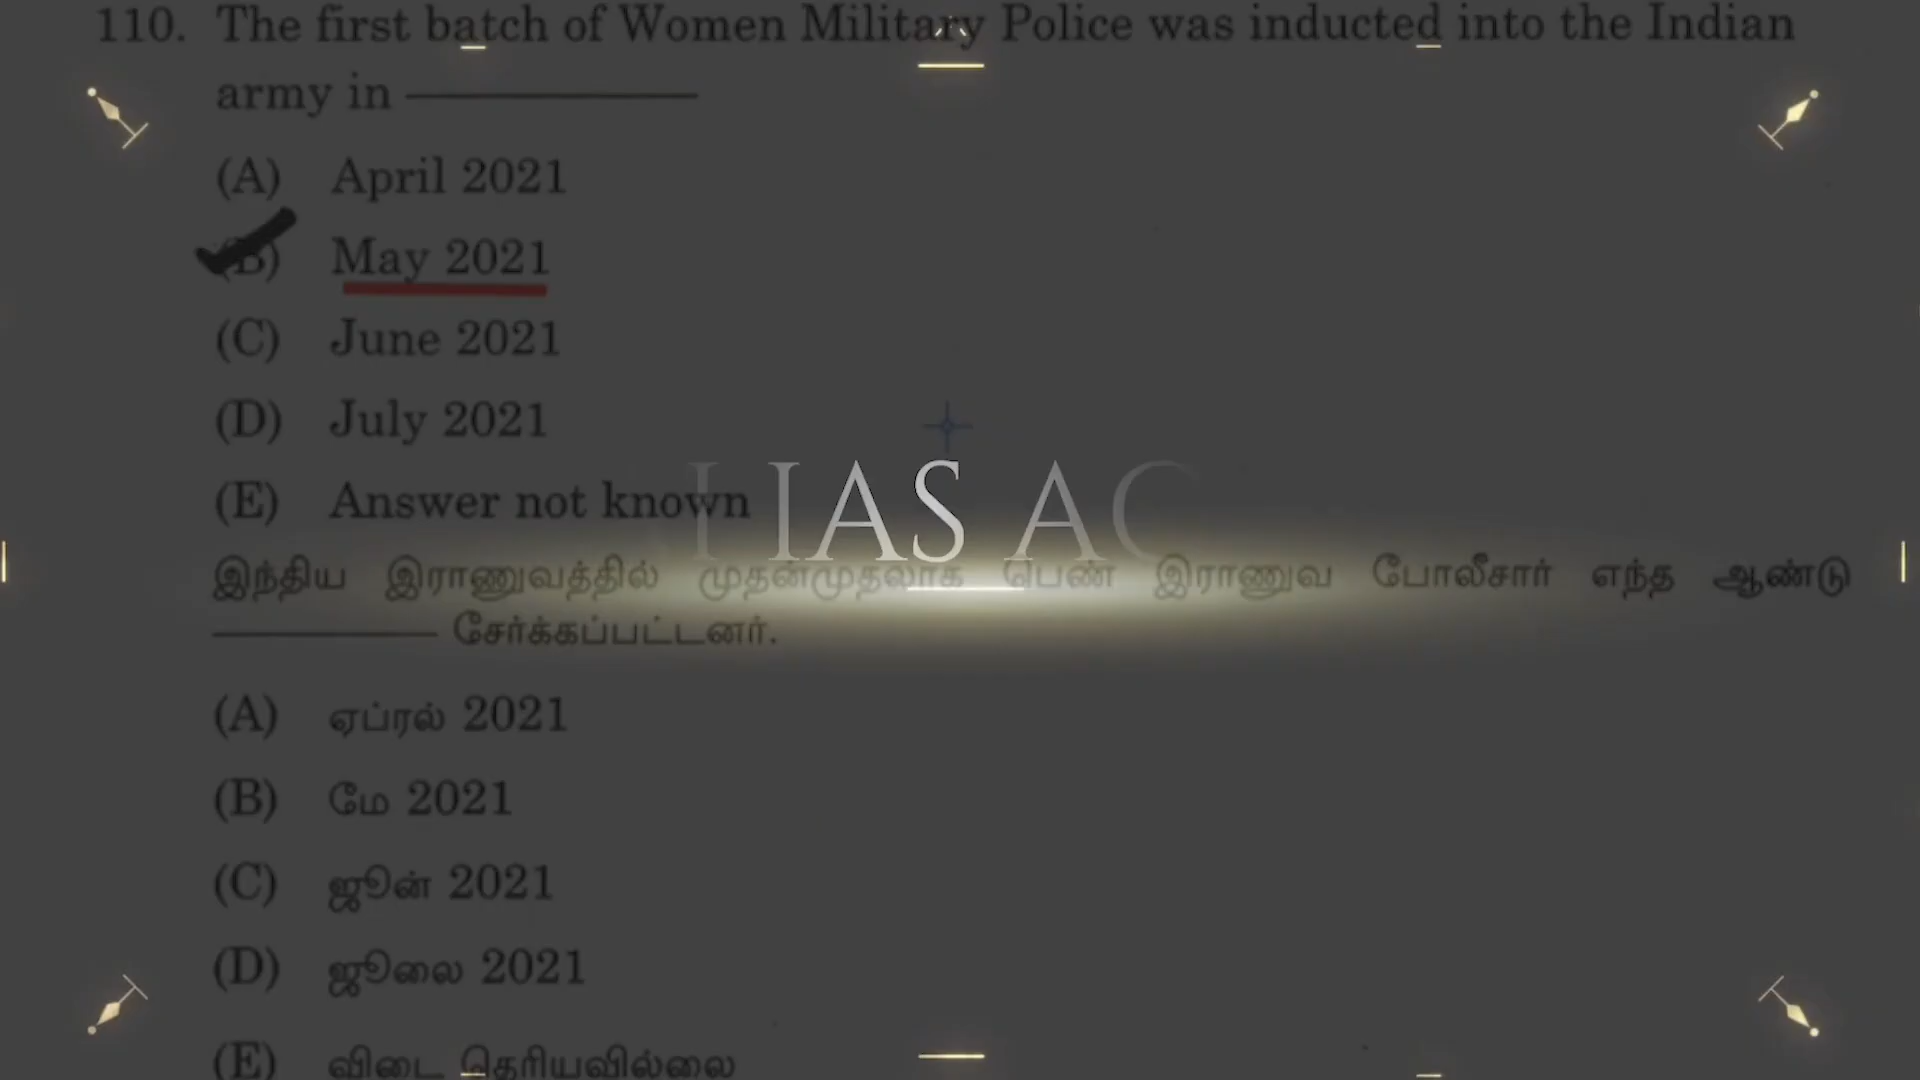 110. The first batch of Women Military Police was inducted into the Indian
army in
(A) April 2021
(B) May 2021
(C) June 2021
(D) July 2021
(E) Answer not known
IAS AC
இந்திய இராணுவத்தில் முதன்முதலாக பெண் இராணுவ போலீசார் எந்த ஆண்டு
சேர்க்கப்பட்டனர்.
(A) ஏப்ரல் 2021
(B) மே 2021
(C) ஜூன் 2021
(D) ஜூலை 2021
(E) விடை தெரியவில்லை